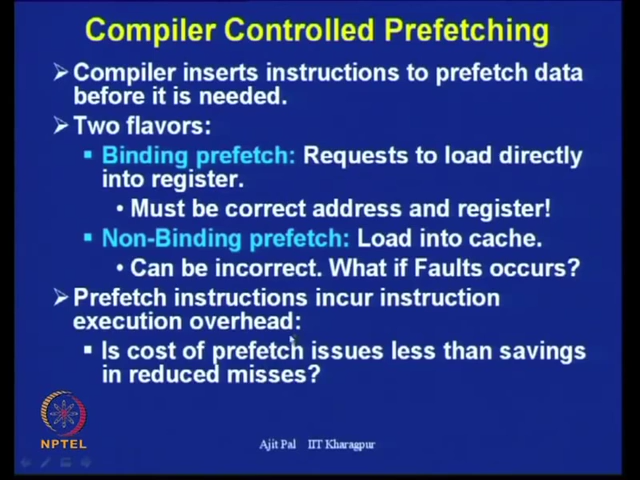 Compiler Controlled Prefetching
Compiler inserts instructions to prefetch data
before it is needed.
Two flavors:
Binding prefetch: Requests to load directly
into register.
• Must be correct address and register!
Non-Binding prefetch: Load into cache.
• Can be incorrect. What if Faults occurs?
Prefetch instructions incur instruction
execution overhead:
Is cost of prefetch issues less than savings
in reduced misses?
NPTEL
Ajit Pal IIT Kharagpur